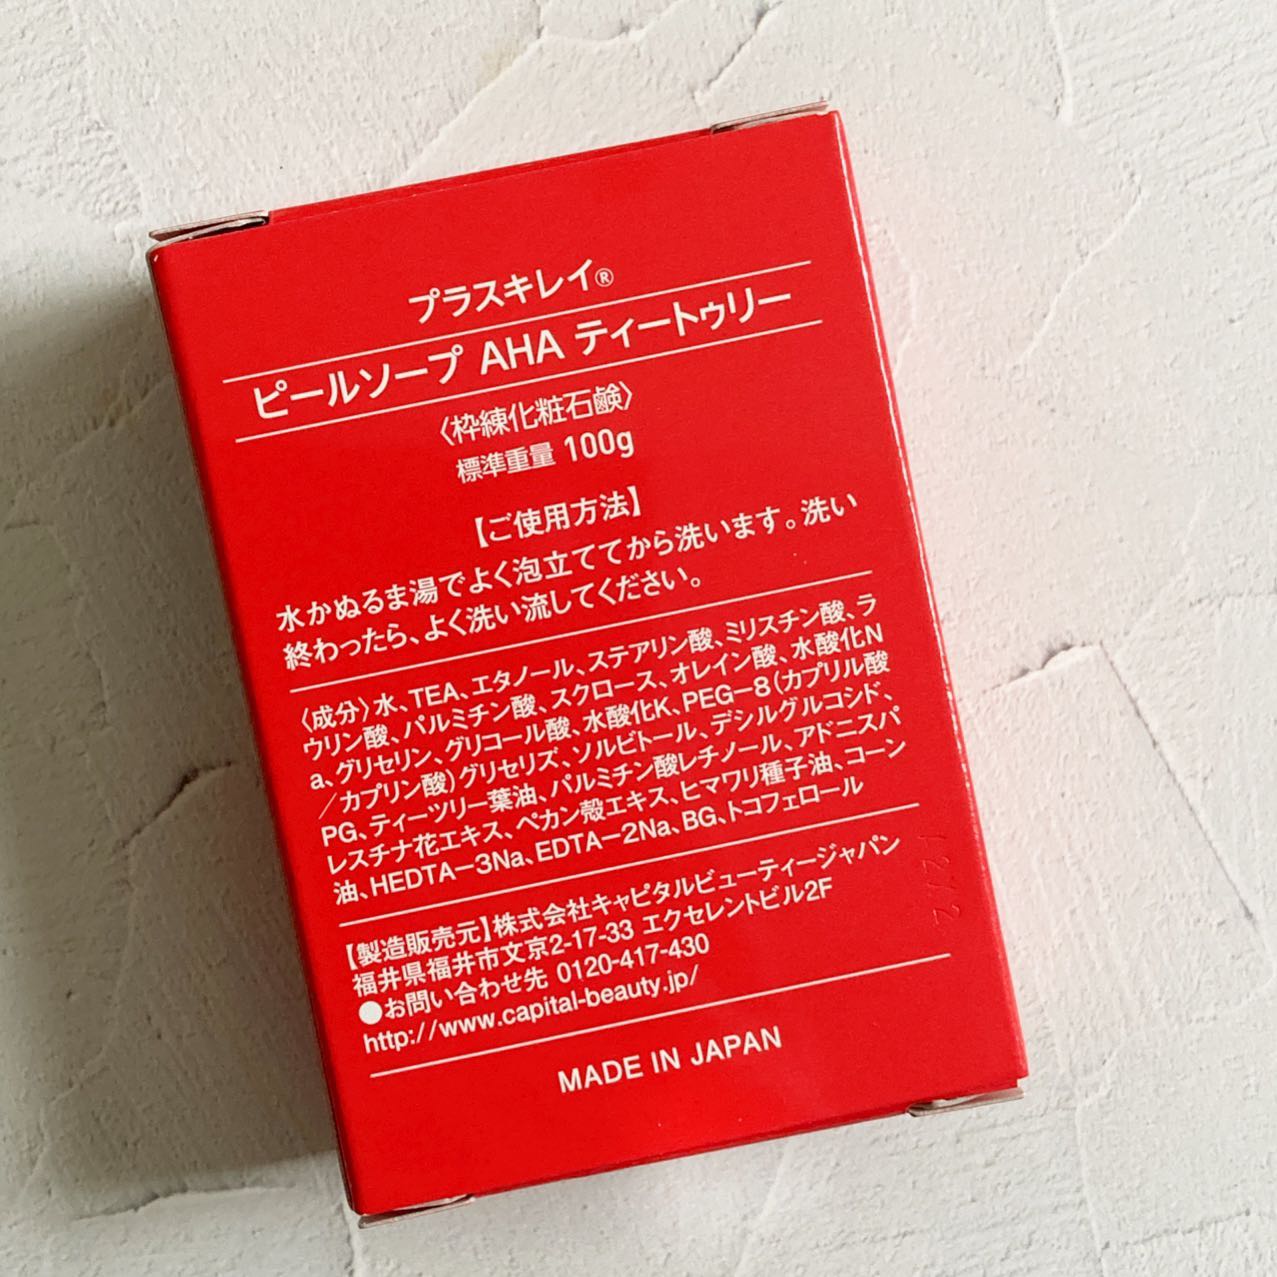 プラスキレイ®
ピールソープ AHA ティートゥリー
〈枠練化粧石鹸〉
標準重量 100g
【ご使用方法】
水かぬるま湯でよく泡立ててから洗います。洗い
終わったら、よく洗い流してください。
〈成分〉水、TEA、エタノール、ステアリン酸、ミリスチン酸、ラ
ウリン酸、パルミチン酸、スクロース、オレイン酸、水酸化N
a、グリセリン、グリコール酸、水酸化K、PEG-8(カプリル酸
/カプリン酸)グリセリズ、ソルビトール、デシルグルコシド、
PG、ティーツリー葉油、パルミチン酸レチノール、アドニスパ
レスチナ花エキス、ペカン殻エキス、ヒマワリ種子油、コーン
油、HEDTA-3Na、EDTA-2Na、BG、トコフェロール
【製造販売元】株式会社キャピタルビューティージャパン
福井県福井市文京2-17-33 エクセレントビル2F
●お問い合わせ先 0120-417-430
http://www.capital-beauty.jp/
MADE IN JAPAN